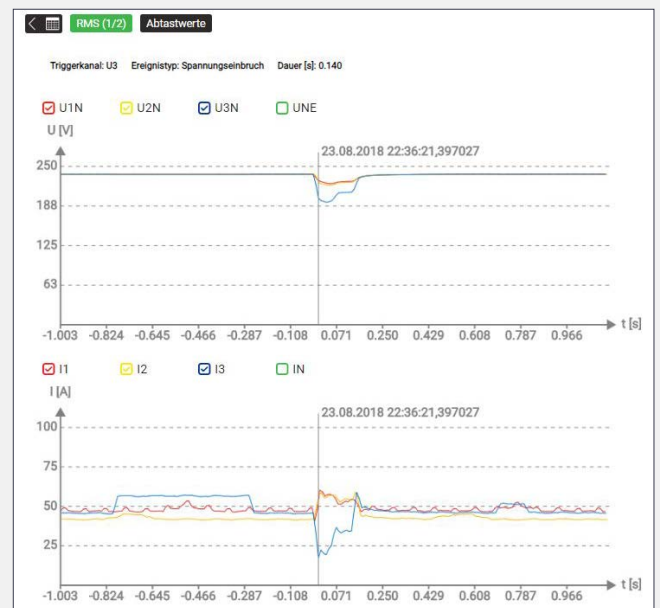 RMS (1/2) Abtastwerte
Triggerkanal: U3 Ereignistyp: Spannungseinbruch Dauer [s]: 0.140
U1N U2N U3N UNE
U [V]
23.08.2018 22:36:21,397027
250
188
125
63
-1.003 -0.824 -0.645 -0.466 -0.287 -0.108 0.071 0.250 0.429 0.608 0.787 0.966 t [s]
I1 I2 I3 IN
I [A]
23.08.2018 22:36:21,397027
100
75
50
25
-1.003 -0.824 -0.645 -0.466 -0.287 -0.108 0.071 0.250 0.429 0.608 0.787 0.966 t [s]